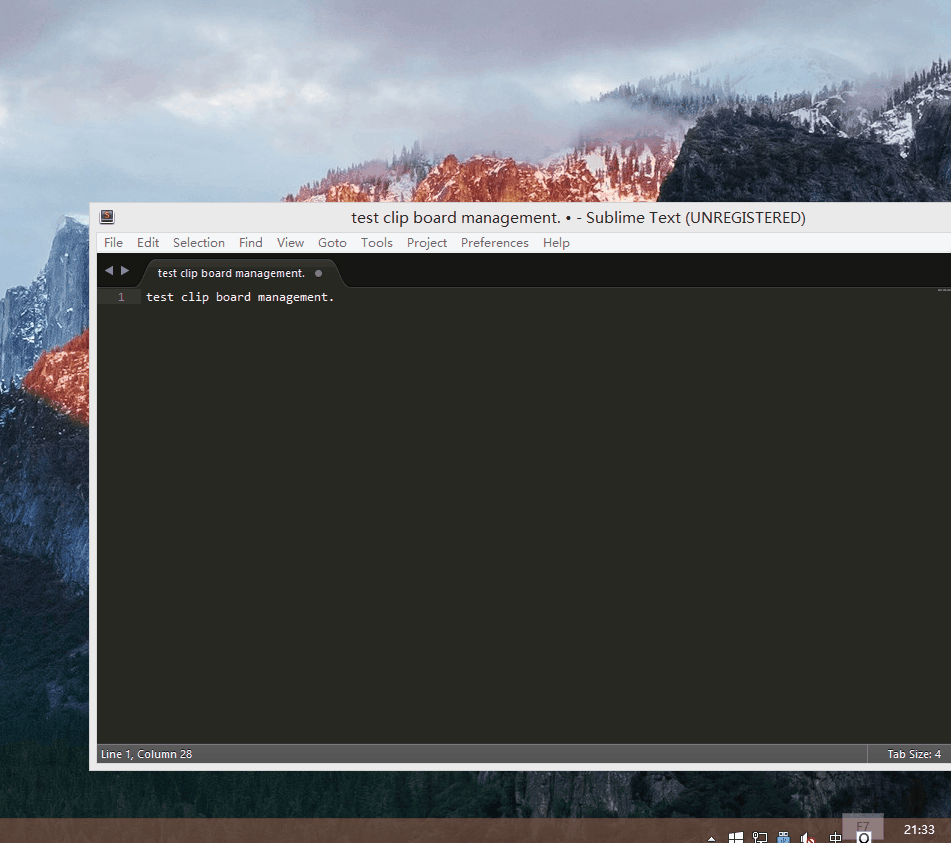 test clip board management. • - Sublime Text (UNREGISTERED)
File Edit Selection Find View Goto Tools Project Preferences Help
test clip board management.
1 test clip board management.
Line 1, Column 28 Tab Size: 4
中 F7 O 21:33